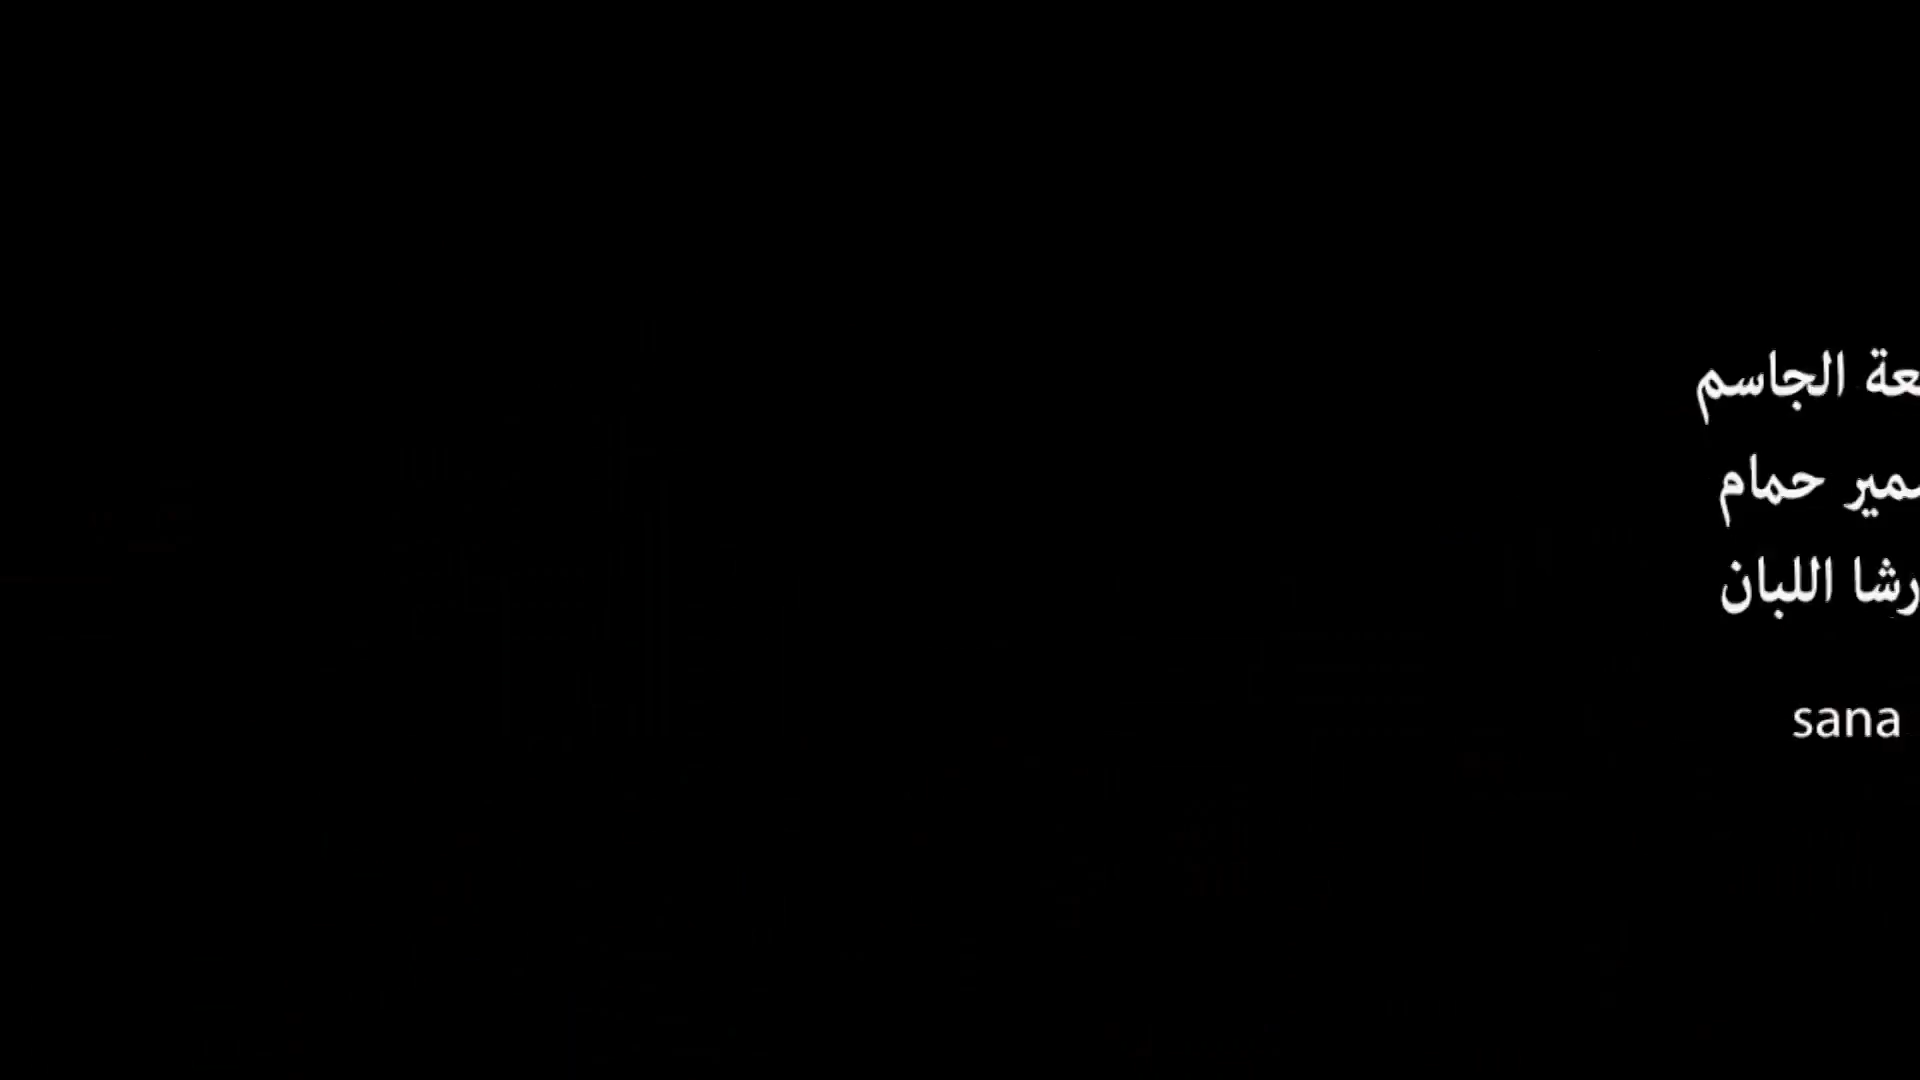 الجاسم
حمام
رشا اللبان
sana